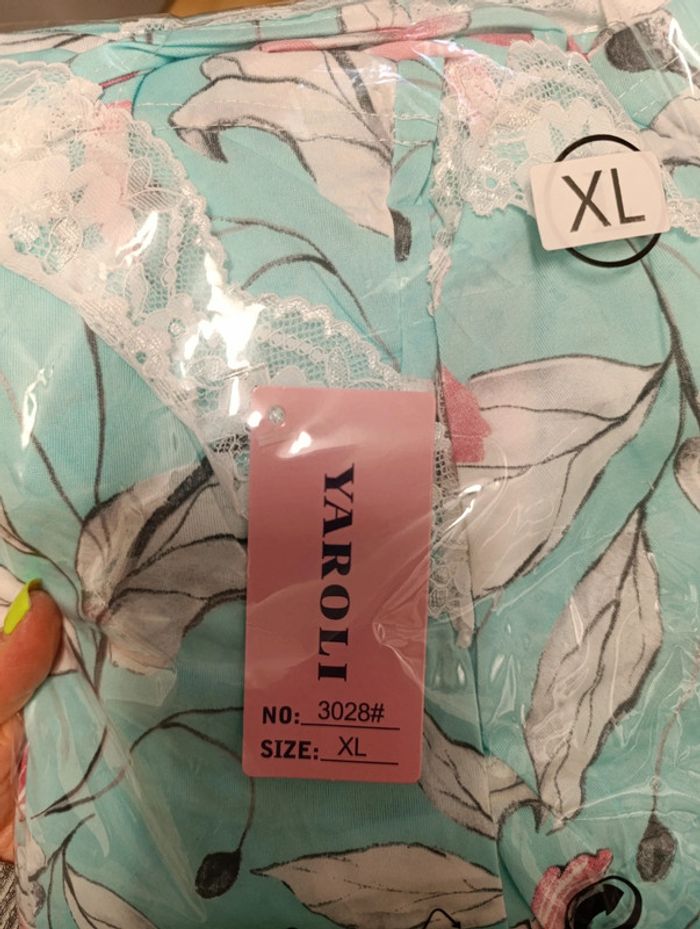 XL
YAROLI
NO: 3028#
SIZE: XL